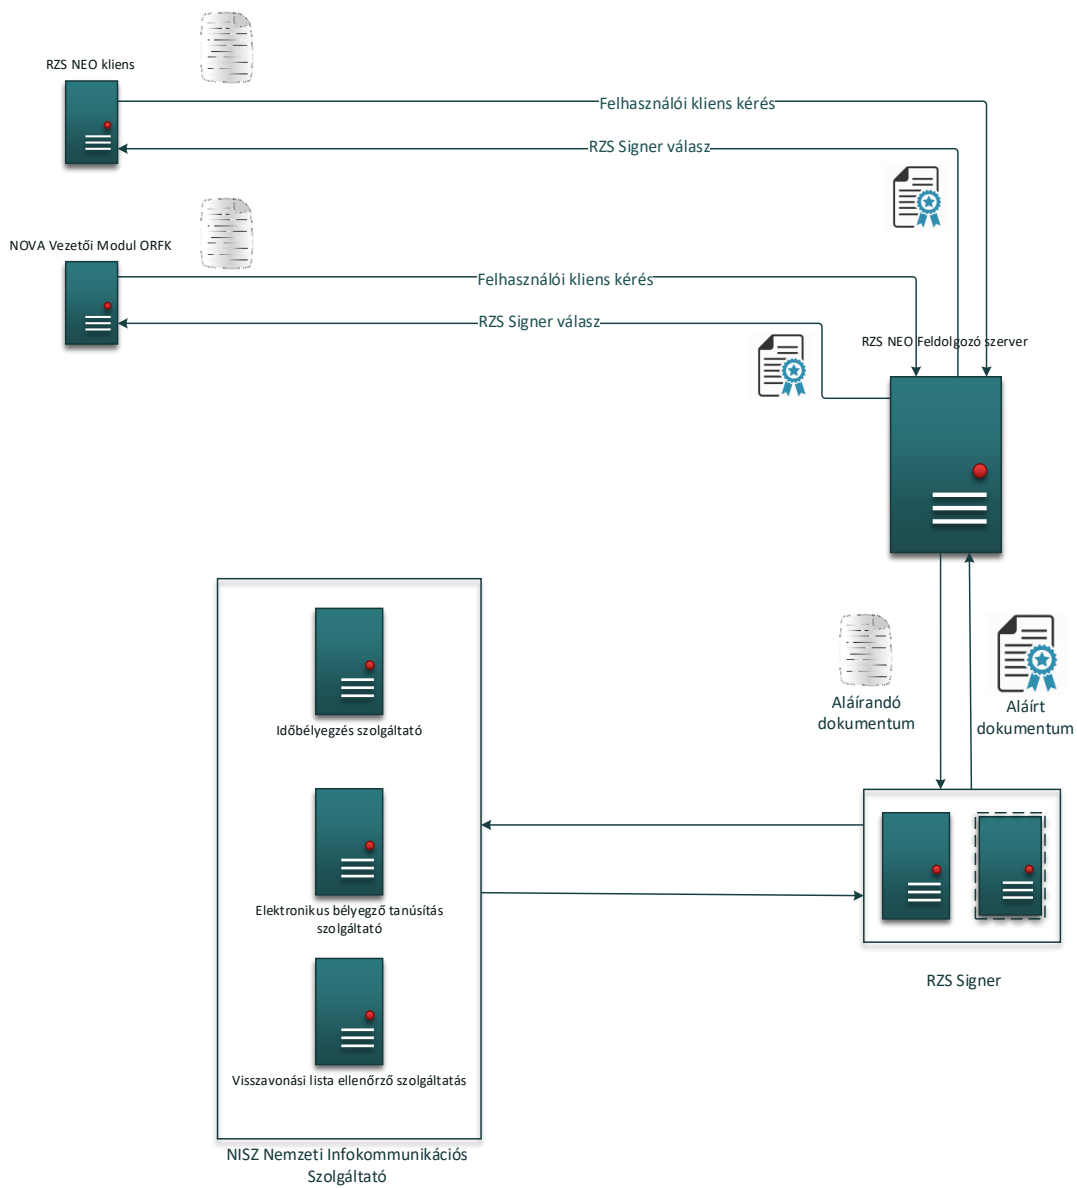 RZS NEO kliens
Felhasználói kliens kérés
RZS Signer válasz
NOVA Vezetői Modul ORFK
Felhasználói kliens kérés
RZS Signer válasz
RZS NEO Feldolgozó szerver
Aláírandó
dokumentum
Aláírt
dokumentum
Időbélyegzés szolgáltató
Elektronikus bélyegző tanúsítás
szolgáltató
RZS Signer
Visszavonási lista ellenőrző szolgáltatás
NISZ Nemzeti Infokommunikációs
Szolgáltató